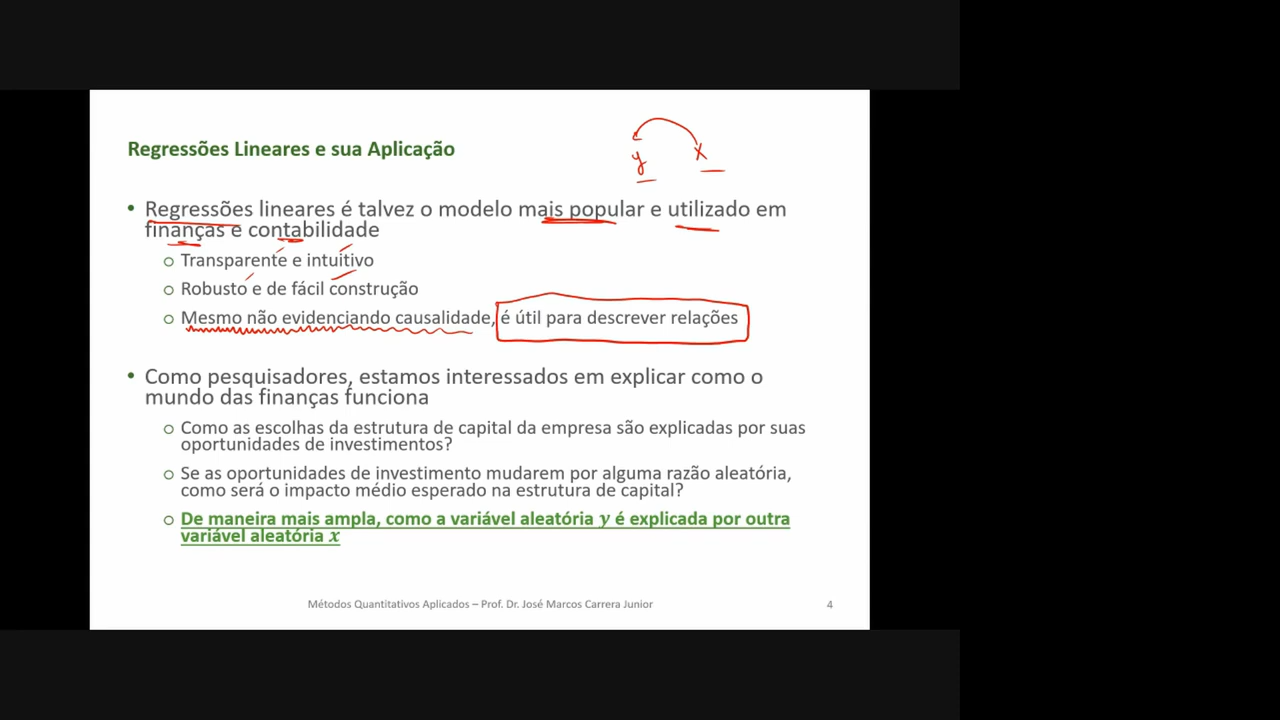 Regressões Lineares e sua Aplicação
y x
• Regressões lineares é talvez o modelo mais popular e utilizado em
finanças e contabilidade
○ Transparente e intuitivo
○ Robusto e de fácil construção
○ Mesmo não evidenciando causalidade, é útil para descrever relações
• Como pesquisadores, estamos interessados em explicar como o
mundo das finanças funciona
○ Como as escolhas da estrutura de capital da empresa são explicadas por suas
oportunidades de investimentos?
○ Se as oportunidades de investimento mudarem por alguma razão aleatória,
como será o impacto médio esperado na estrutura de capital?
○ De maneira mais ampla, como a variável aleatória y é explicada por outra
variável aleatória x
Métodos Quantitativos Aplicados – Prof. Dr. José Marcos Carrera Junior 4